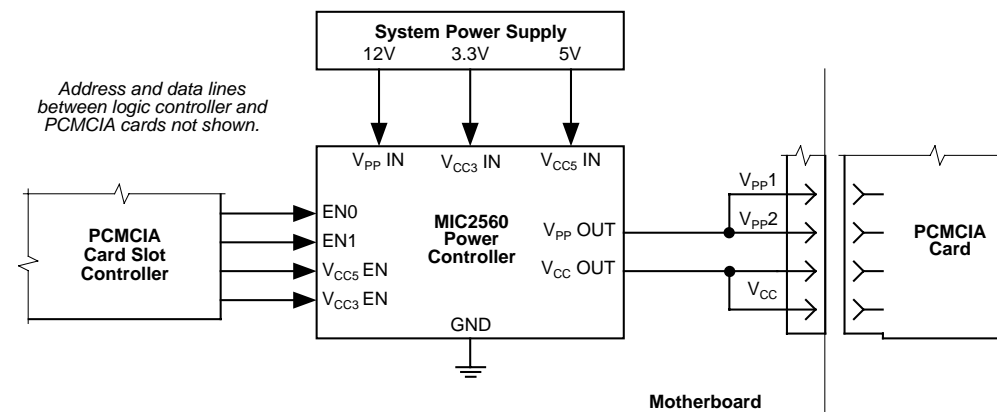 System Power Supply
12V 3.3V 5V
Address and data lines
between logic controller and
PCMCIA cards not shown.
VPP IN VCC3 IN VCC5 IN
PCMCIA
Card Slot
Controller
EN0
EN1
VCC5 EN
VCC3 EN
MIC2560
Power
Controller
VPP OUT
VCC OUT
GND
VPP1
VPP2
VCC
PCMCIA
Card
Motherboard